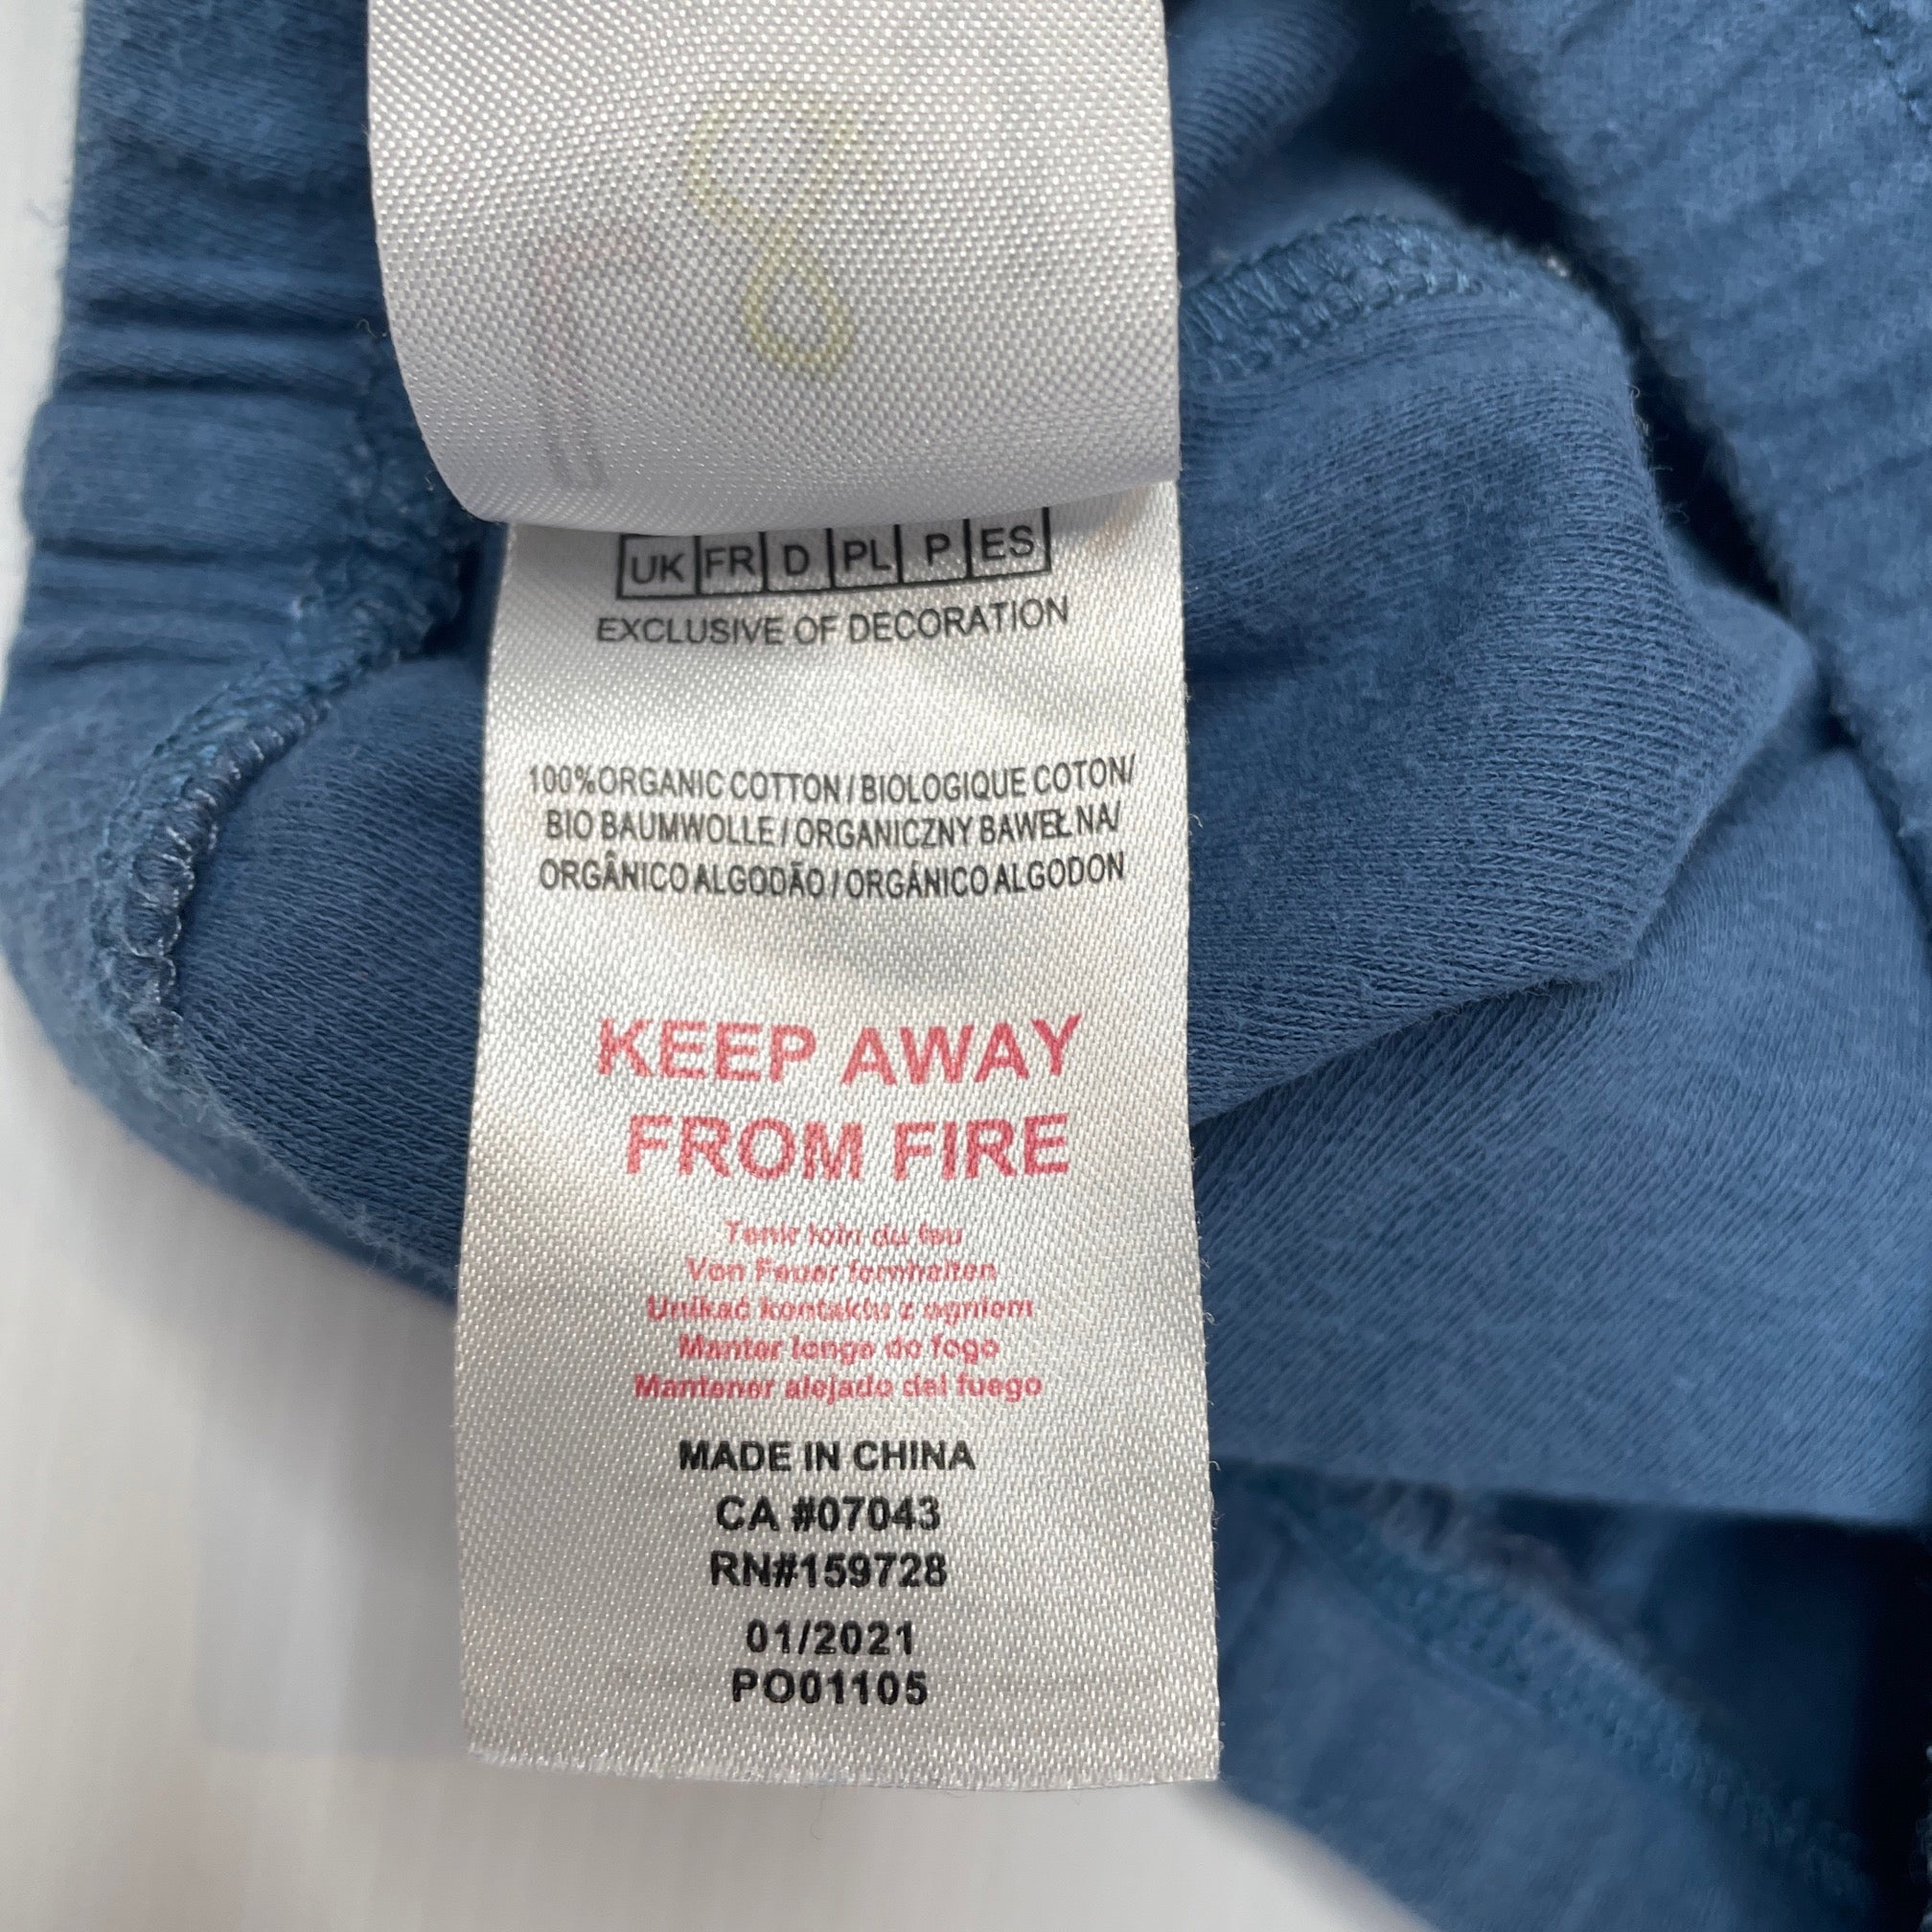 UK FR D PL P ES
EXCLUSIVE OF DECORATION
100%ORGANIC COTTON / BIOLOGIQUE COTON/
BIO BAUMWOLLE / ORGANICZNY BAWEŁNA/
ORGÂNICO ALGODÃO / ORGÁNICO ALGODON
KEEP AWAY
FROM FIRE
Tenir loin du feu
Von Feuer fernhalten
Unikać kontaktu z ogniem
Manter longe do fogo
Mantener alejado del fuego
MADE IN CHINA
CA #07043
RN#159728
01/2021
PO01105